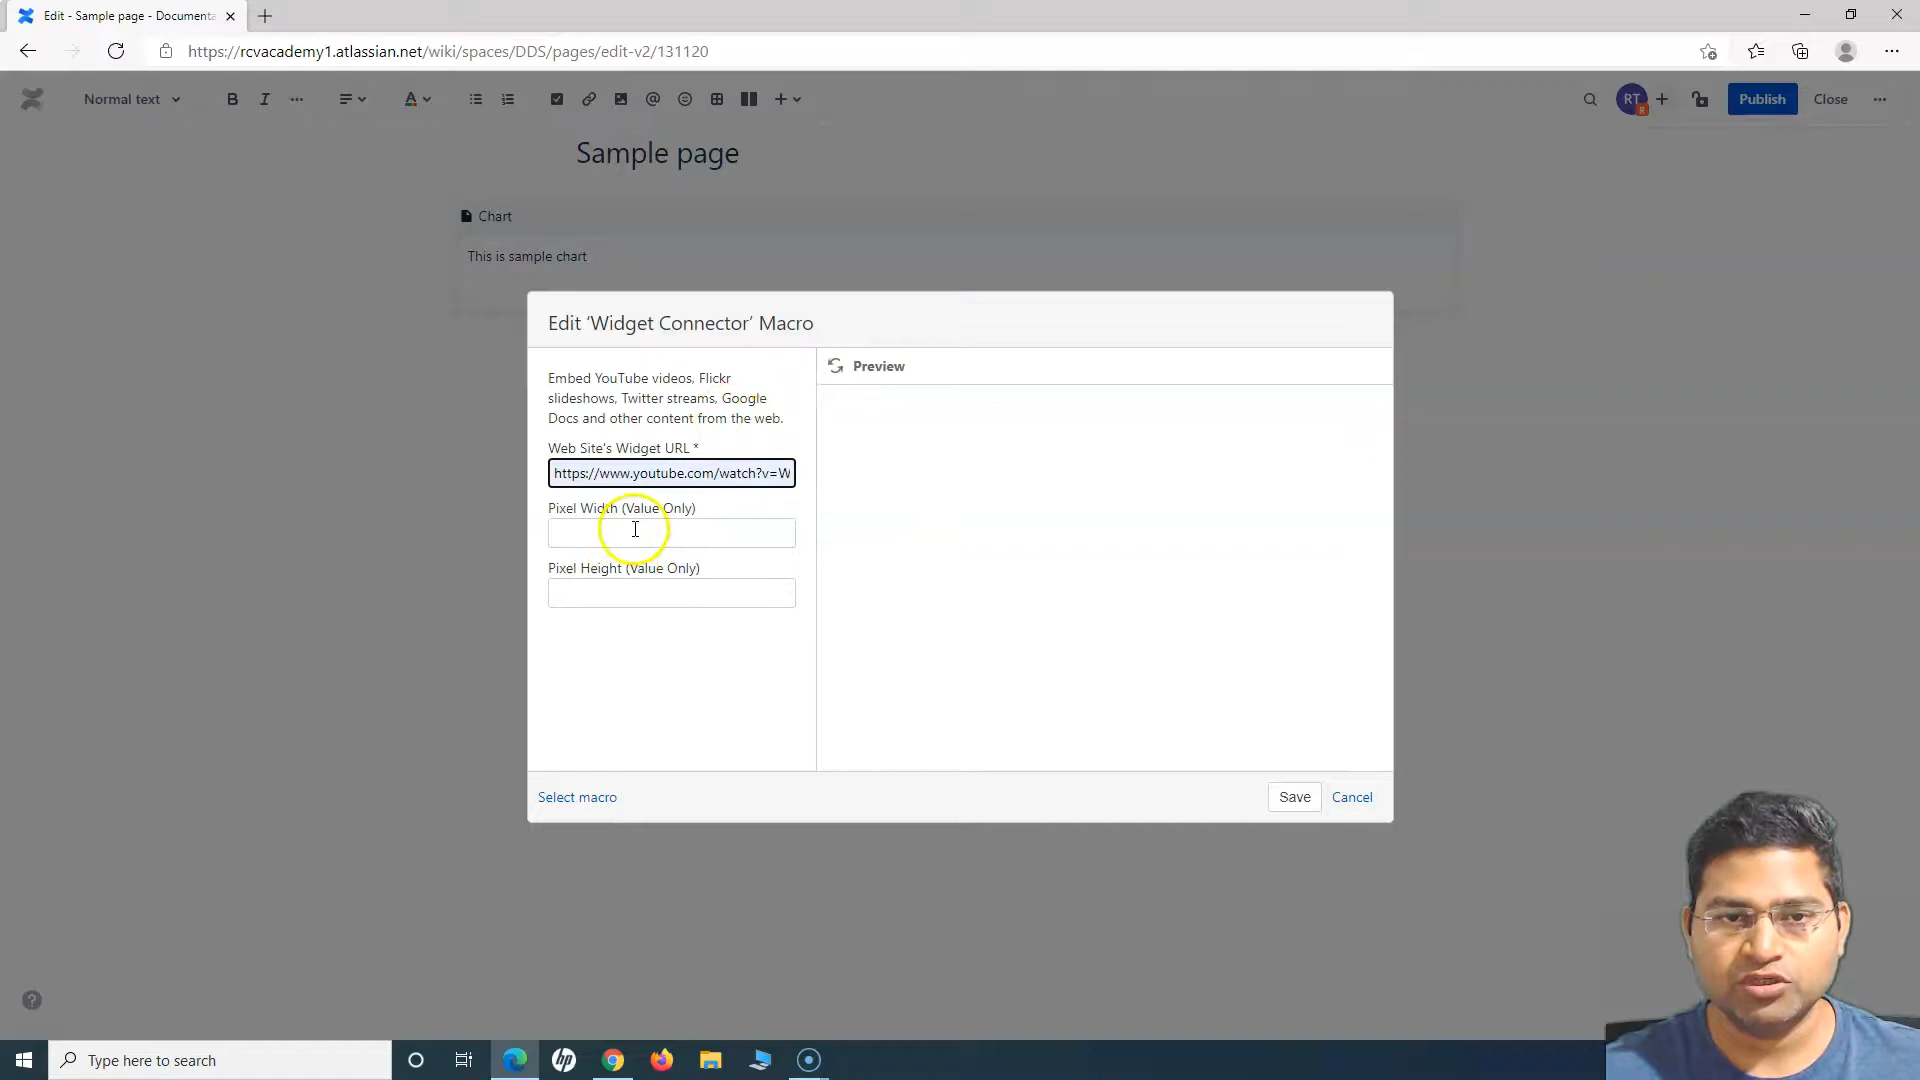 Edit - Sample page - Documenta
https://rcvacademy1.atlassian.net/wiki/spaces/DDS/pages/edit-v2/131120
Normal text
B I A @
RT
R
Publish
Close
Sample page
Chart
This is sample chart
Edit ‘Widget Connector’ Macro
Embed YouTube videos, Flickr
slideshows, Twitter streams, Google
Docs and other content from the web.
Web Site's Widget URL *
https://www.youtube.com/watch?v=W
Pixel Width (Value Only)
Pixel Height (Value Only)
Preview
Select macro
Save
Cancel
?
Type here to search
hp